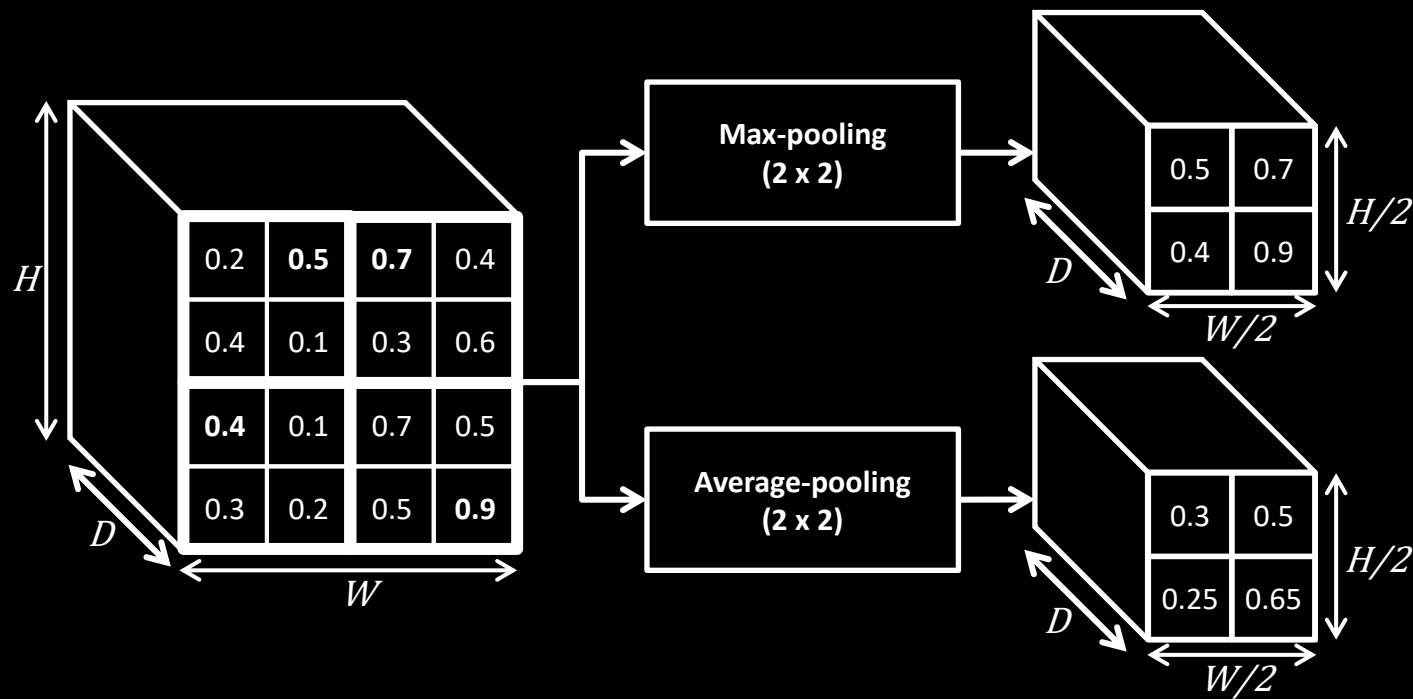 H
D
W
0.2 0.5 0.7 0.4
0.4 0.1 0.3 0.6
0.4 0.1 0.7 0.5
0.3 0.2 0.5 0.9
Max-pooling
(2 x 2)
0.5 0.7
0.4 0.9
D
H/2
W/2
Average-pooling
(2 x 2)
0.3 0.5
0.25 0.65
D
H/2
W/2